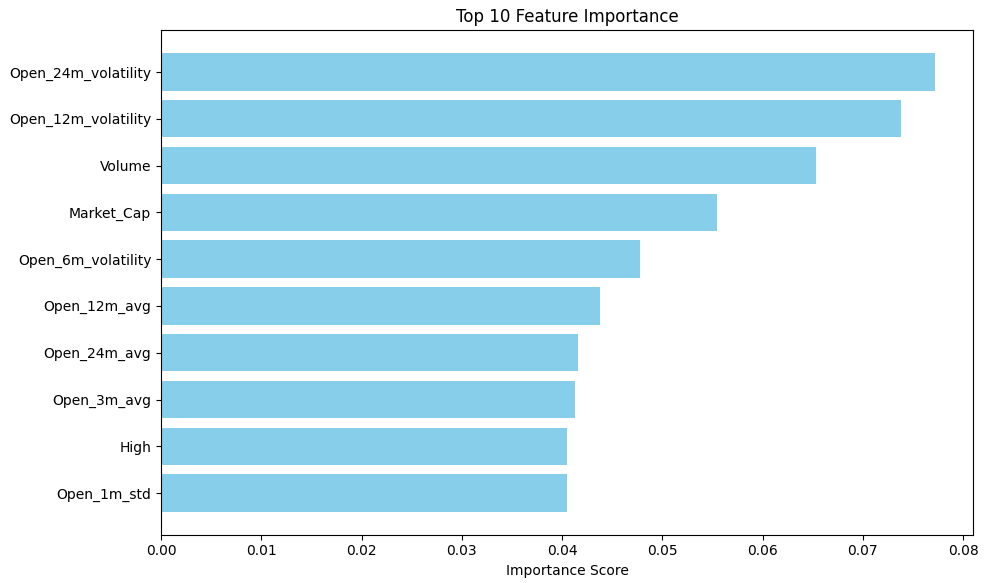 Top 10 Feature Importance
Open_24m_volatility
Open_12m_volatility
Volume
Market_Cap
Open_6m_volatility
Open_12m_avg
Open_24m_avg
Open_3m_avg
High
Open_1m_std
0.00 0.01 0.02 0.03 0.04 0.05 0.06 0.07 0.08
Importance Score